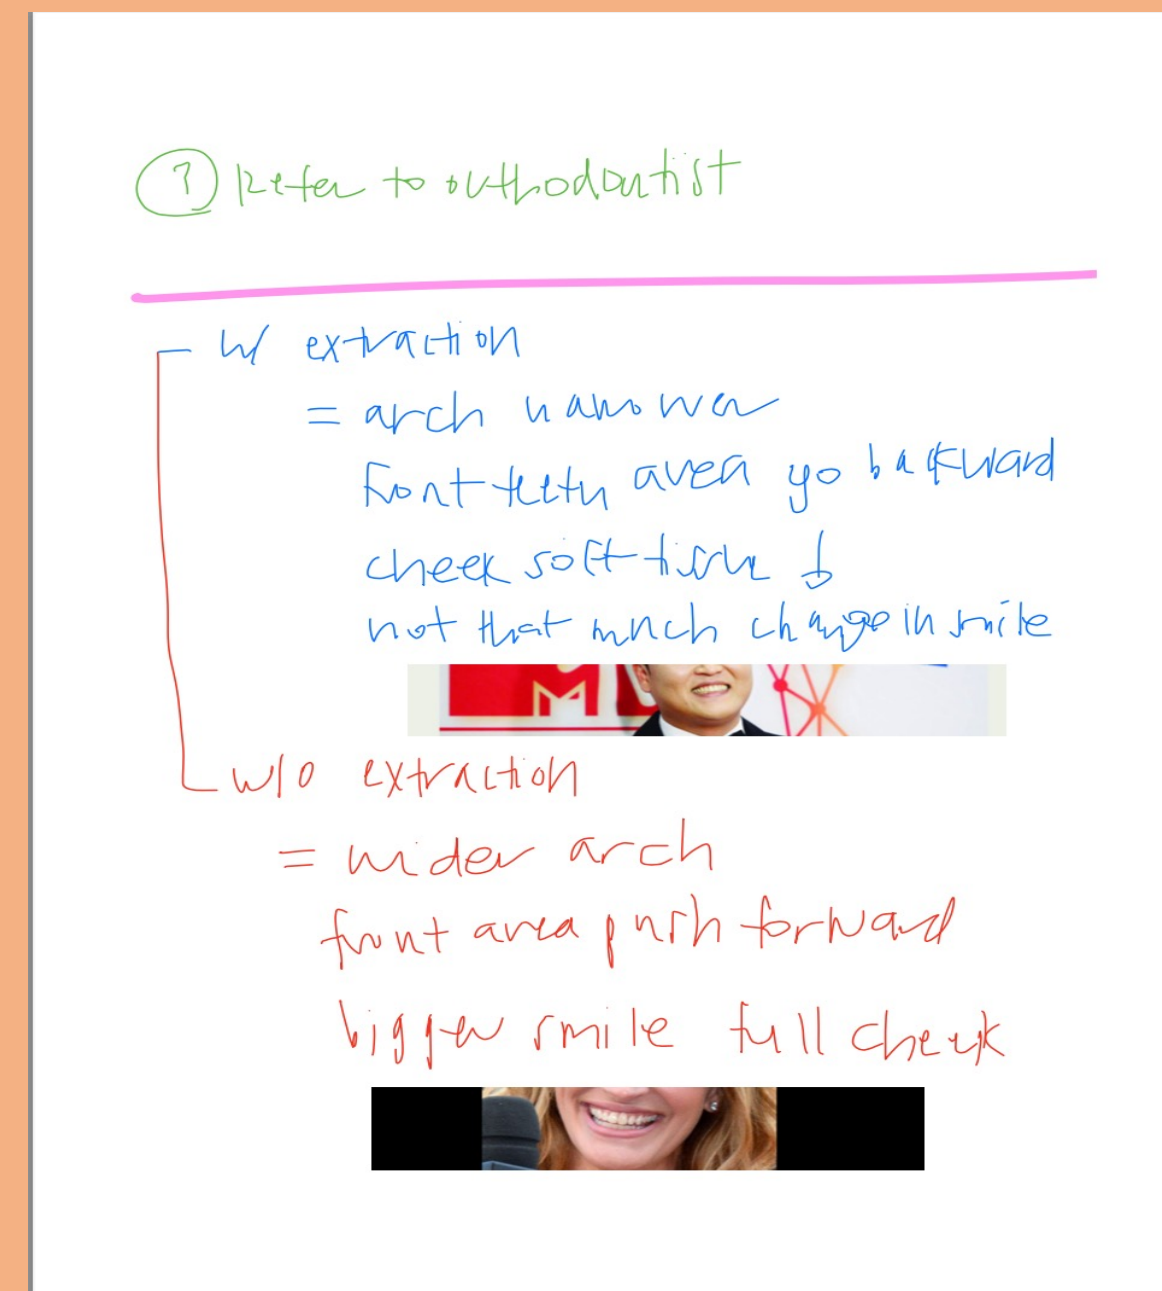 ? Refer to orthodontist
w/ extraction
= arch narrower
front teeth area go backward
cheek soft tissue ↓
not that much change in smile
M
w/o extraction
= wider arch
front area push forward
bigger smile full cheek